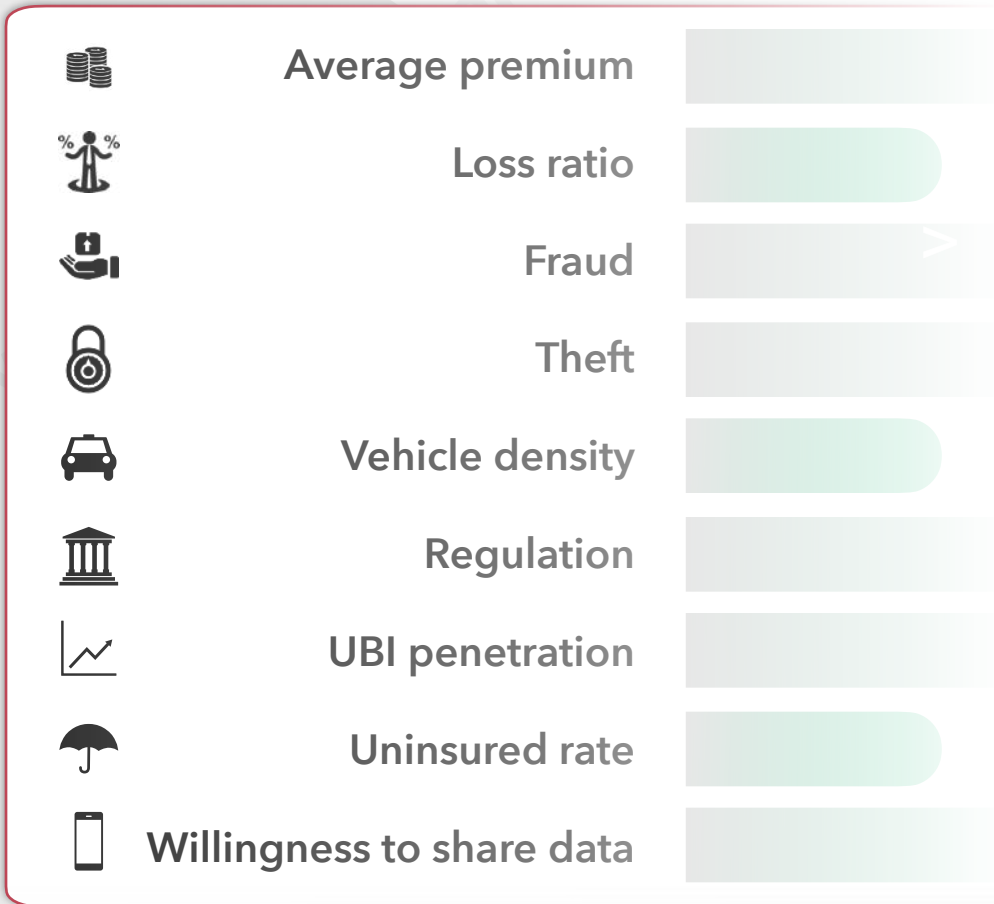 Average premium
% %
Loss ratio
Fraud
>
Theft
Vehicle density
Regulation
UBI penetration
Uninsured rate
Willingness to share data